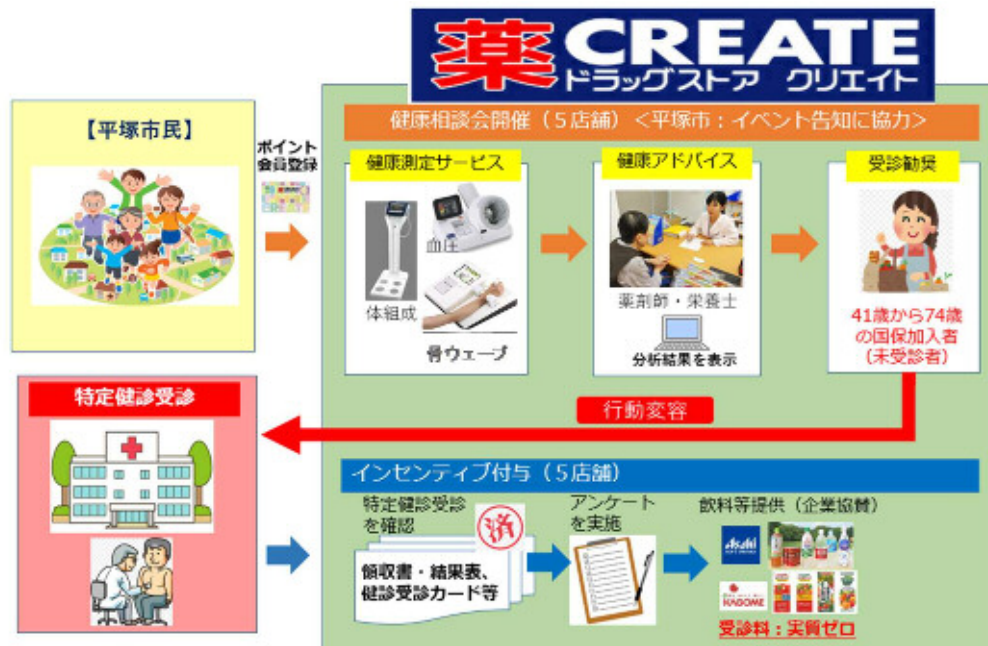 薬 CREATE
ドラッグストア クリエイト
【平塚市民】
ポイント
会員登録
健康相談会開催（５店舗）＜平塚市：イベント告知に協力＞
健康測定サービス
血圧
体組成
骨ウェーブ
健康アドバイス
薬剤師・栄養士
分析結果を表示
受診勧奨
41歳から74歳
の国保加入者
（未受診者）
行動変容
特定健診受診
インセンティブ付与（５店舗）
特定健診受診
を確認
済
領収書・結果表、
健診受診カード等
アンケート
を実施
飲料等提供（企業協賛）
Asahi
KAGOME
受診料：実質ゼロ